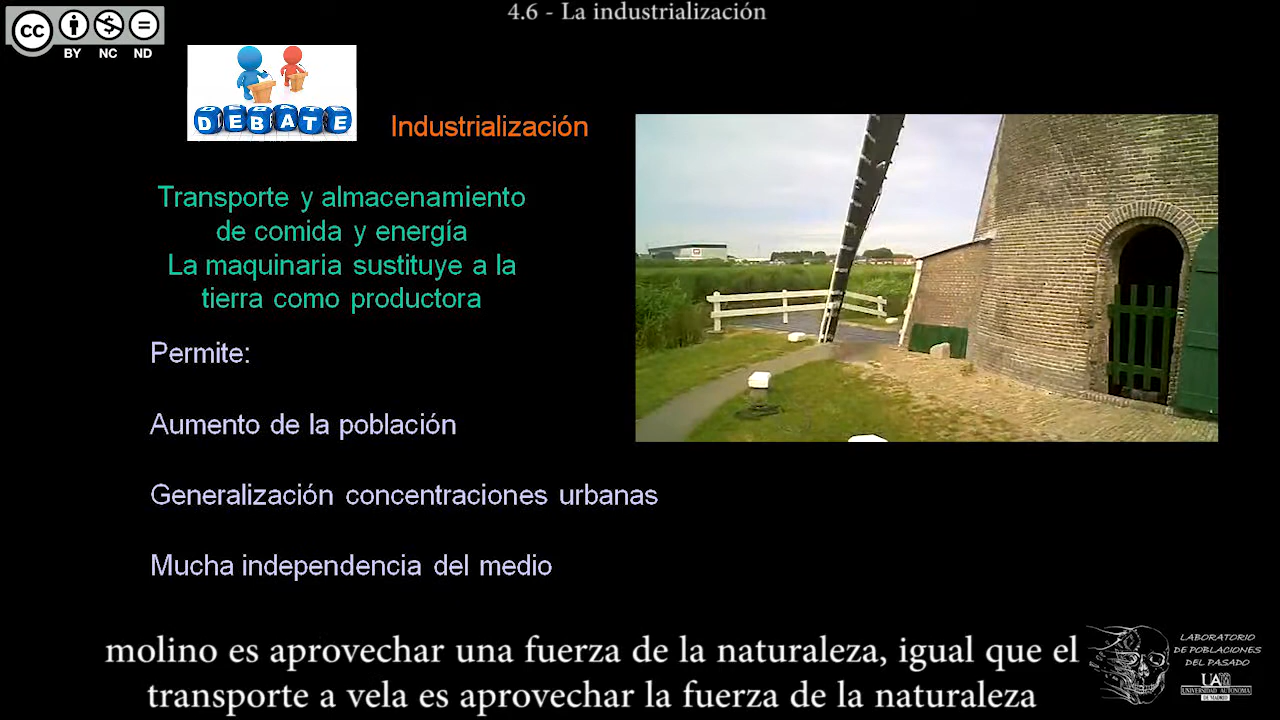 4.6 - La industrialización
CC
BY NC ND
DEBATE
Industrialización
Transporte y almacenamiento
de comida y energía
La maquinaria sustituye a la
tierra como productora
Permite:
Aumento de la población
Generalización concentraciones urbanas
Mucha independencia del medio
molino es aprovechar una fuerza de la naturaleza, igual que el
transporte a vela es aprovechar la fuerza de la naturaleza
LABORATORIO
DE POBLACIONES
DEL PASADO
UAM
UNIVERSIDAD AUTONOMA
DE MADRID